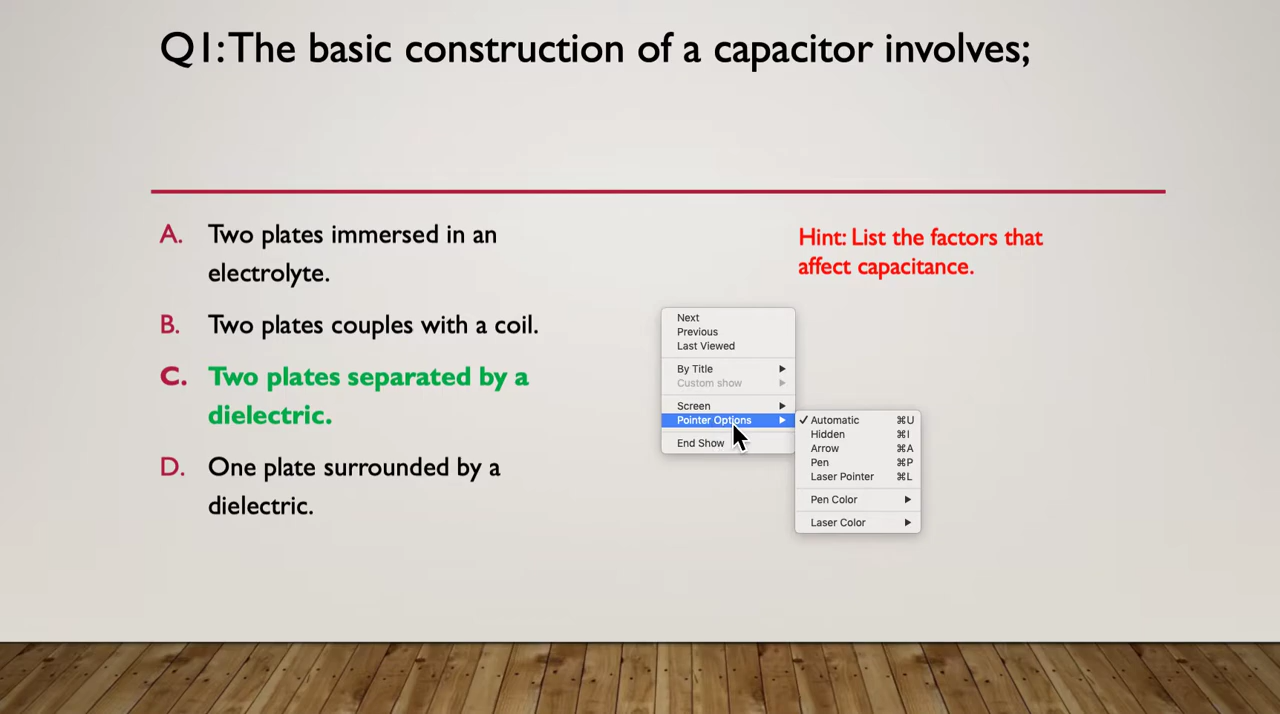 Q1: The basic construction of a capacitor involves;
A. Two plates immersed in an
electrolyte.
B. Two plates couples with a coil.
C. Two plates separated by a
dielectric.
D. One plate surrounded by a
dielectric.
Hint: List the factors that
affect capacitance.
Next
Previous
Last Viewed
By Title
Custom show
Screen
Pointer Options
End Show
Automatic ⌘U
Hidden ⌘I
Arrow ⌘A
Pen ⌘P
Laser Pointer ⌘L
Pen Color
Laser Color